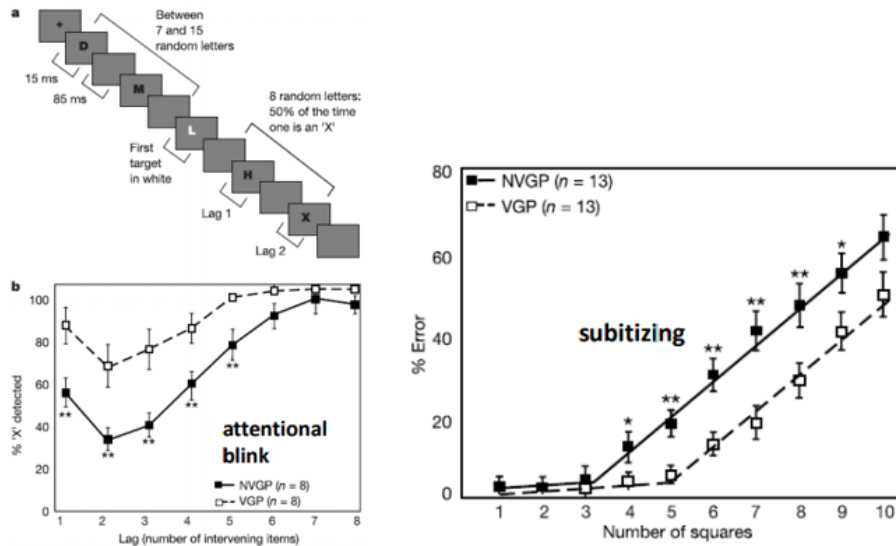 a
+
Between
7 and 15
random letters
D
15 ms
85 ms
M
8 random letters:
50% of the time
one is an 'X'
L
First
target
in white
H
Lag 1
X
Lag 2
b
100
80
60
40
20
0
% 'X' detected
**
**
**
**
**
attentional
blink
NVGP (n = 8)
VGP (n = 8)
1 2 3 4 5 6 7 8
Lag (number of intervening items)
80
60
40
20
0
% Error
NVGP (n = 13)
VGP (n = 13)
subitizing
*
**
**
**
**
*
1 2 3 4 5 6 7 8 9 10
Number of squares